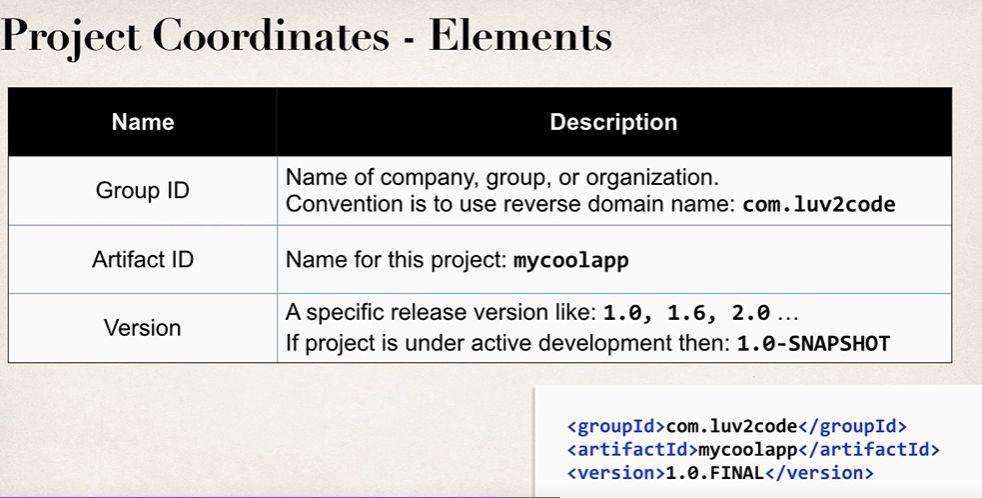 Project Coordinates - Elements
Name
Description
Group ID
Name of company, group, or organization.
Convention is to use reverse domain name: com.luv2code
Artifact ID
Name for this project: mycoolapp
Version
A specific release version like: 1.0, 1.6, 2.0 ...
If project is under active development then: 1.0-SNAPSHOT
<groupId>com.luv2code</groupId>
<artifactId>mycoolapp</artifactId>
<version>1.0.FINAL</version>